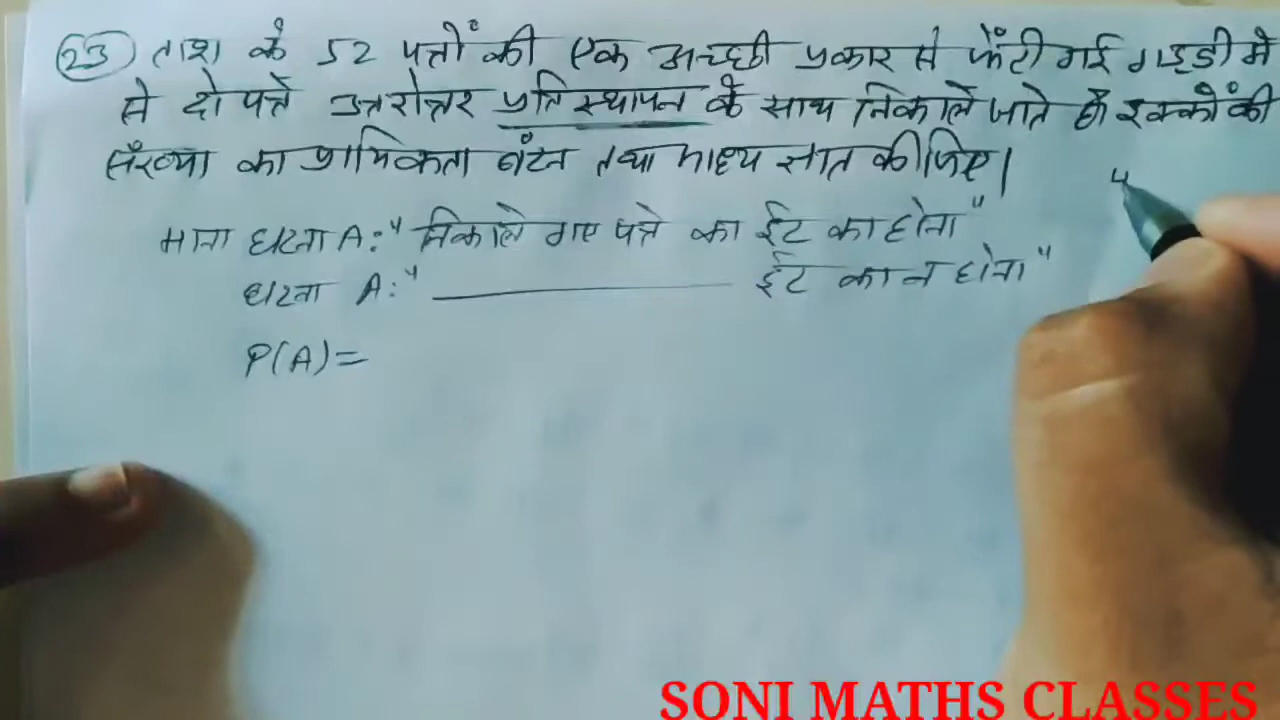 23 ताश के 52 पत्तों की एक अच्छी प्रकार से फेंटी गई गड्डी में
से दो पत्ते उत्तरोत्तर प्रतिस्थापन के साथ निकाले जाते हैं इक्कों की
संख्या का प्रायिकता बंटन तथा माध्य ज्ञात कीजिए।
माना घटना A:" निकाले गए पत्ते का ईंट का होना"
घटना A:" ईंट का न होना"
P(A)=
SONI MATHS CLASSES